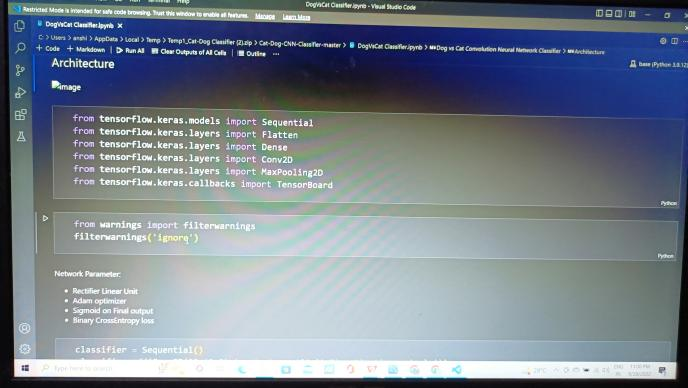 DogVsCat Classifier.ipynb - Visual Studio Code
Restricted Mode is intended for safe code browsing. Trust this window to enable all features. Manage Learn More
DogVsCat Classifier.ipynb ×
C: > Users > anshi > AppData > Local > Temp > Temp1_Cat-Dog Classifier (2).zip > Cat-Dog-CNN-Classifier-master > DogVsCat Classifier.ipynb > M↓Dog vs Cat Convolution Neural Network Classifier > M↓Architecture
+ Code + Markdown | Run All Clear Outputs of All Cells | Outline ...
base (Python 3.9.12)
Architecture
image
from tensorflow.keras.models import Sequential
from tensorflow.keras.layers import Flatten
from tensorflow.keras.layers import Dense
from tensorflow.keras.layers import Conv2D
from tensorflow.keras.layers import MaxPooling2D
from tensorflow.keras.callbacks import TensorBoard
Python
from warnings import filterwarnings
filterwarnings('ignore')
Python
Network Parameter:
• Rectifier Linear Unit
• Adam optimizer
• Sigmoid on Final output
• Binary CrossEntropy loss
classifier = Sequential()
Type here to search
29°C
ENG
11:00 PM